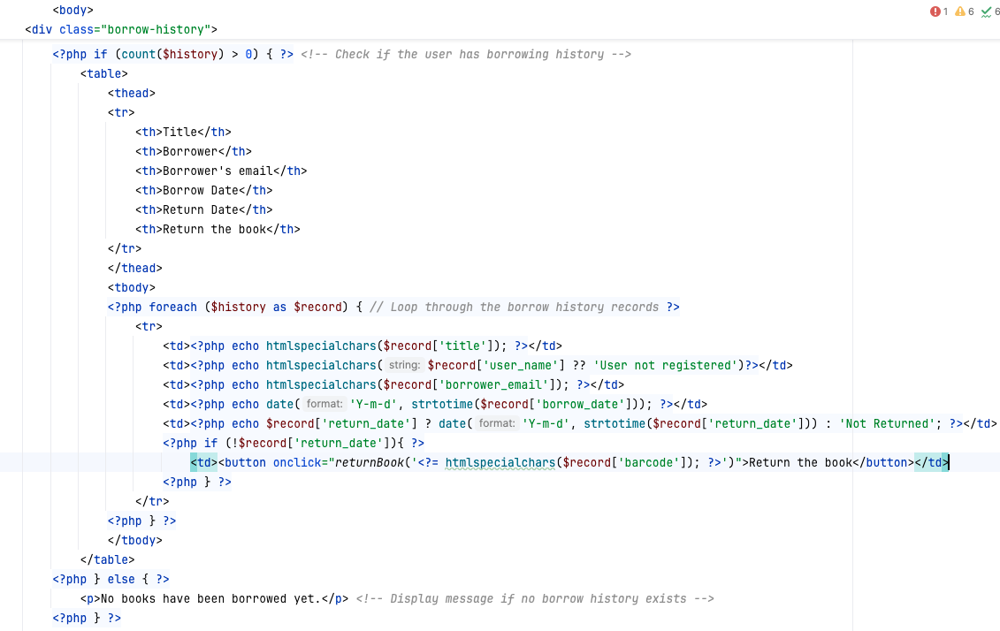 <body>
1 6 6
<div class="borrow-history">
<?php if (count($history) > 0) { ?> <!-- Check if the user has borrowing history -->
<table>
<thead>
<tr>
<th>Title</th>
<th>Borrower</th>
<th>Borrower's email</th>
<th>Borrow Date</th>
<th>Return Date</th>
<th>Return the book</th>
</tr>
</thead>
<tbody>
<?php foreach ($history as $record) { // Loop through the borrow history records ?>
<tr>
<td><?php echo htmlspecialchars($record['title']); ?></td>
<td><?php echo htmlspecialchars( string: $record['user_name'] ?? 'User not registered')?></td>
<td><?php echo htmlspecialchars($record['borrower_email']); ?></td>
<td><?php echo date( format: 'Y-m-d', strtotime($record['borrow_date'])); ?></td>
<td><?php echo $record['return_date'] ? date( format: 'Y-m-d', strtotime($record['return_date'])) : 'Not Returned'; ?></td>
<?php if (!$record['return_date']){ ?>
<td><button onclick="returnBook('<?= htmlspecialchars($record['barcode']); ?>')">Return the book</button></td>
<?php } ?>
</tr>
<?php } ?>
</tbody>
</table>
<?php } else { ?>
<p>No books have been borrowed yet.</p> <!-- Display message if no borrow history exists -->
<?php } ?>